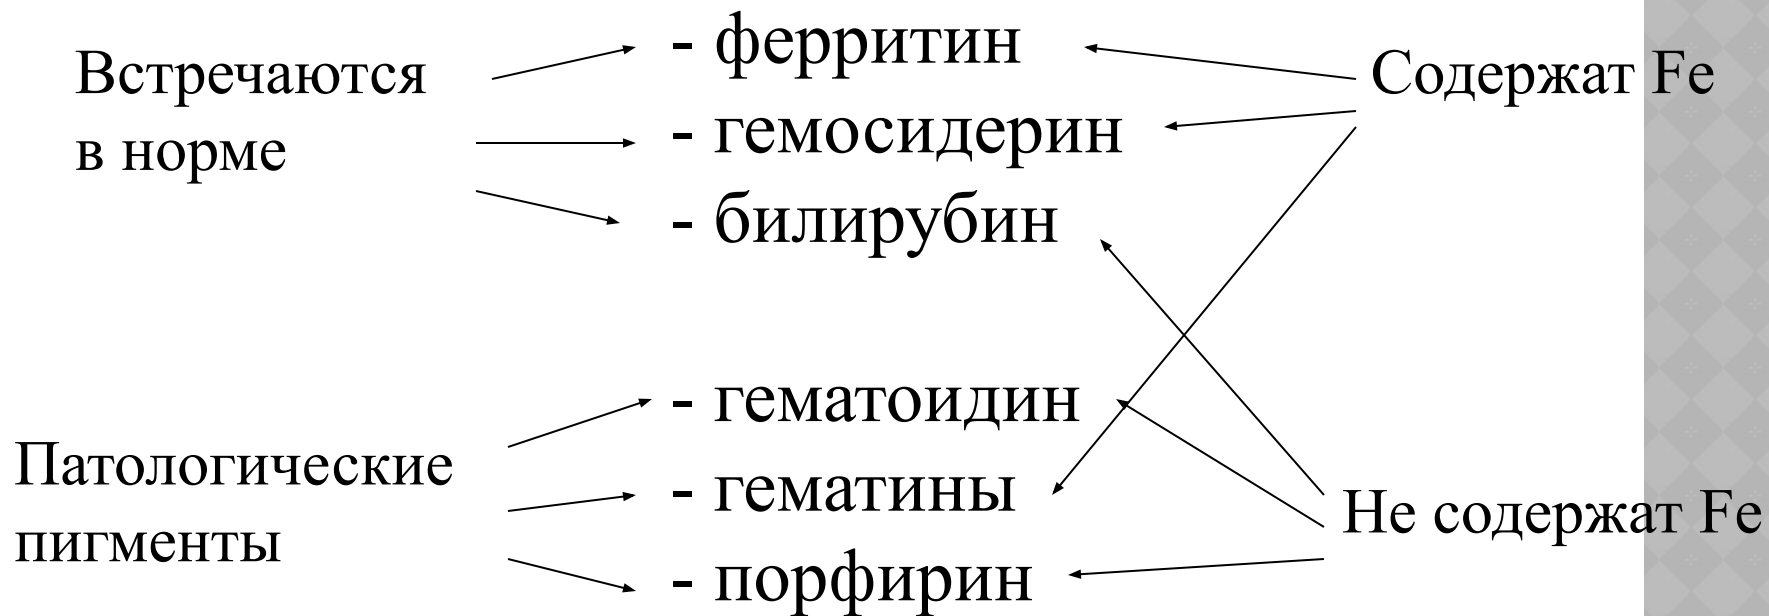 Встречаются
в норме
- ферритин
- гемосидерин
- билирубин
Содержат Fe
Патологические
пигменты
- гематоидин
- гематины
- порфирин
Не содержат Fe